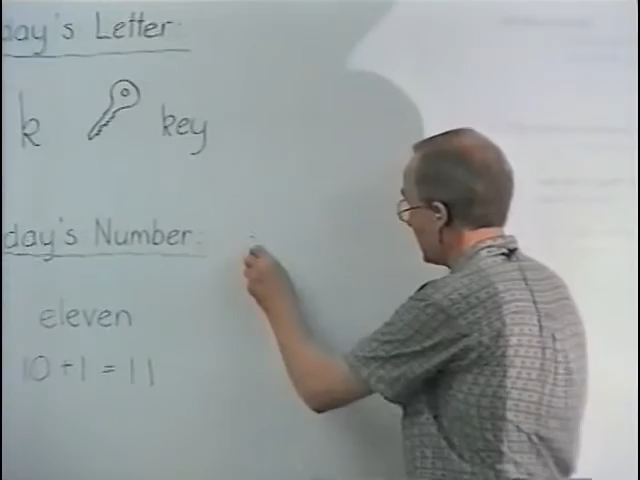 day's Letter:
k key
day's Number:
eleven
10 + 1 = 11